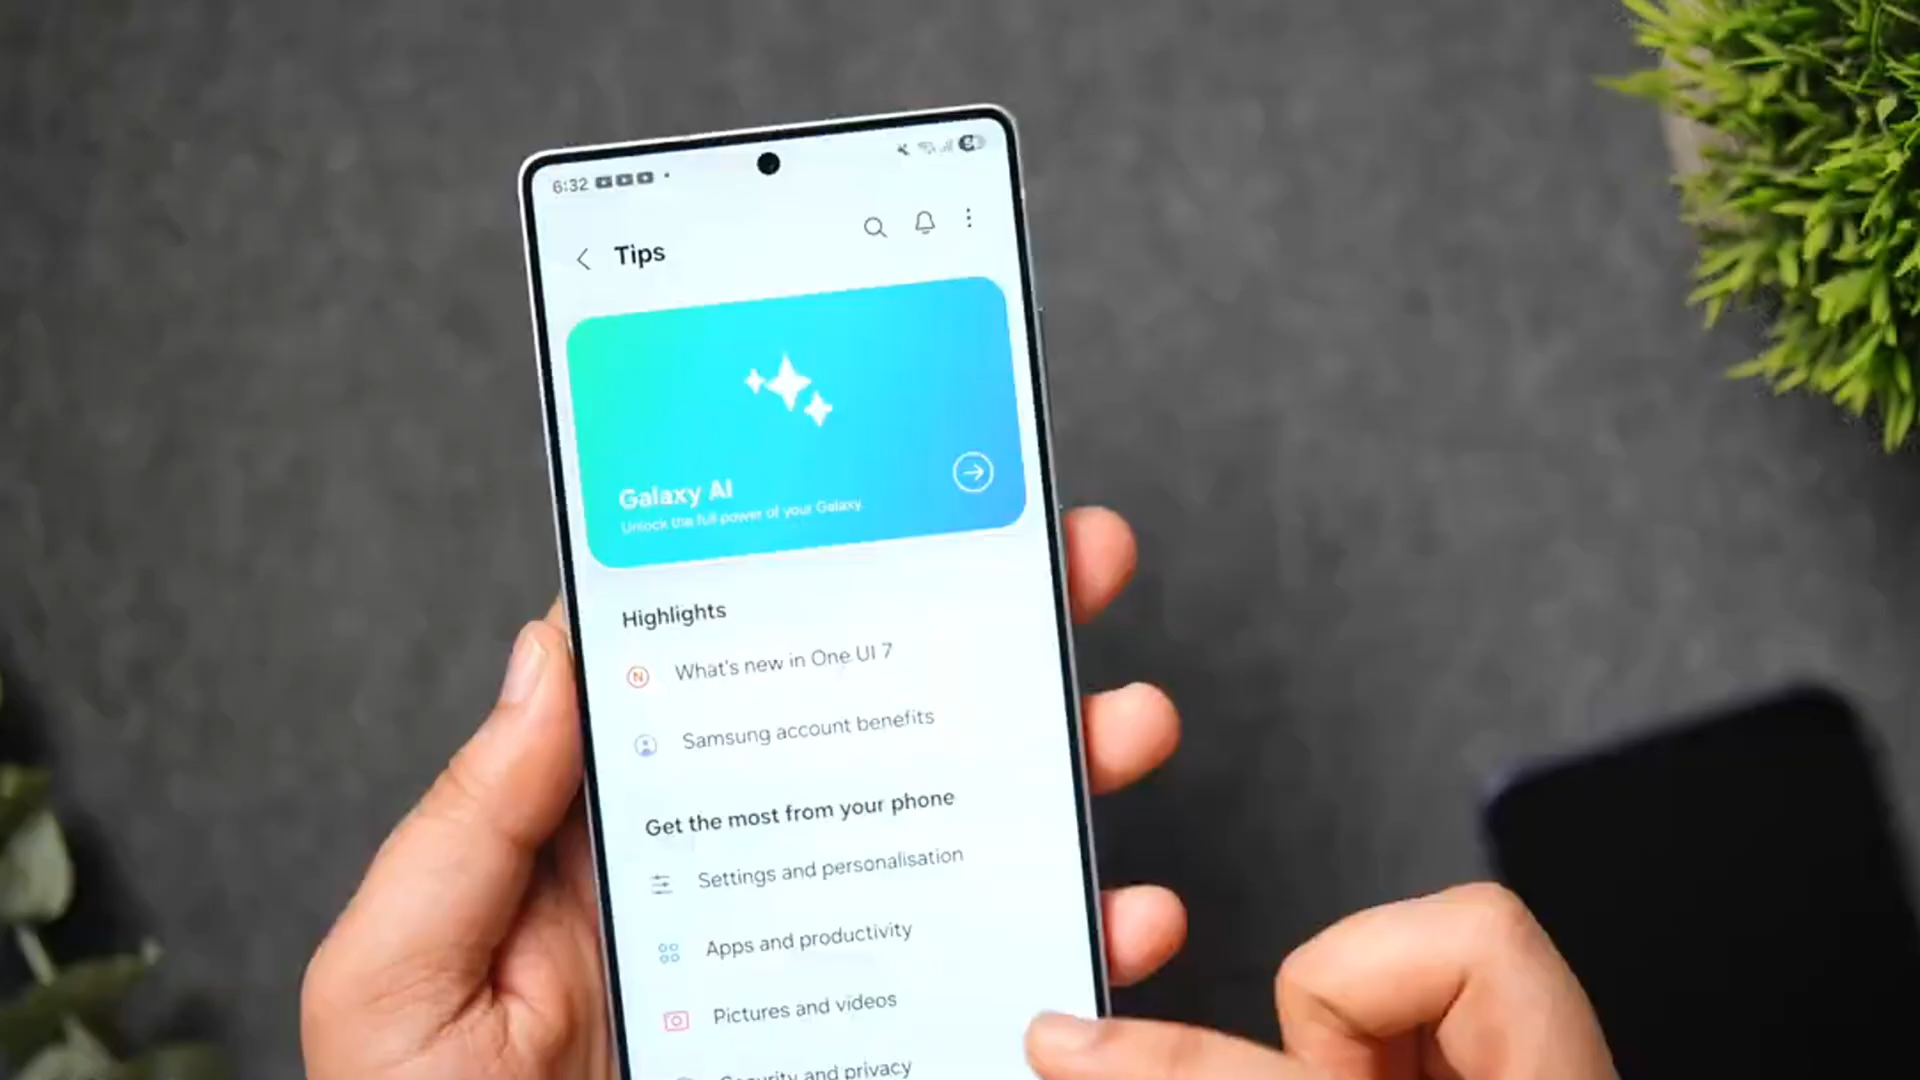 6:32
Tips
Galaxy AI
Unlock the full power of your Galaxy.
Highlights
N What's new in One UI 7
Samsung account benefits
Get the most from your phone
Settings and personalisation
Apps and productivity
Pictures and videos
Security and privacy